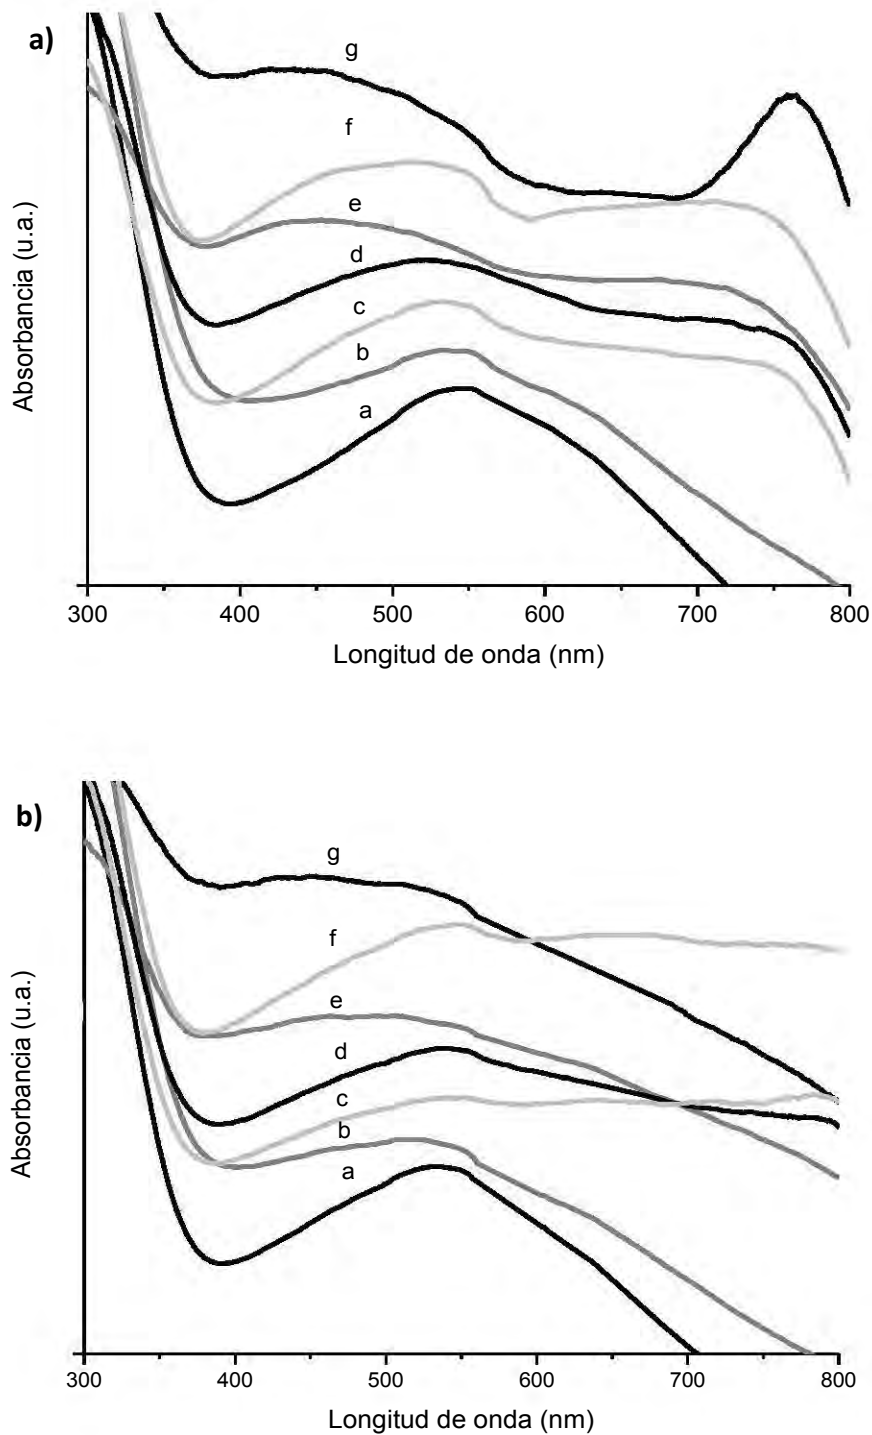 a)
g
f
e
d
c
b
a
Absorbancia (u.a.)
300 400 500 600 700 800
Longitud de onda (nm)
b)
g
f
e
d
c
b
a
Absorbancia (u.a.)
300 400 500 600 700 800
Longitud de onda (nm)